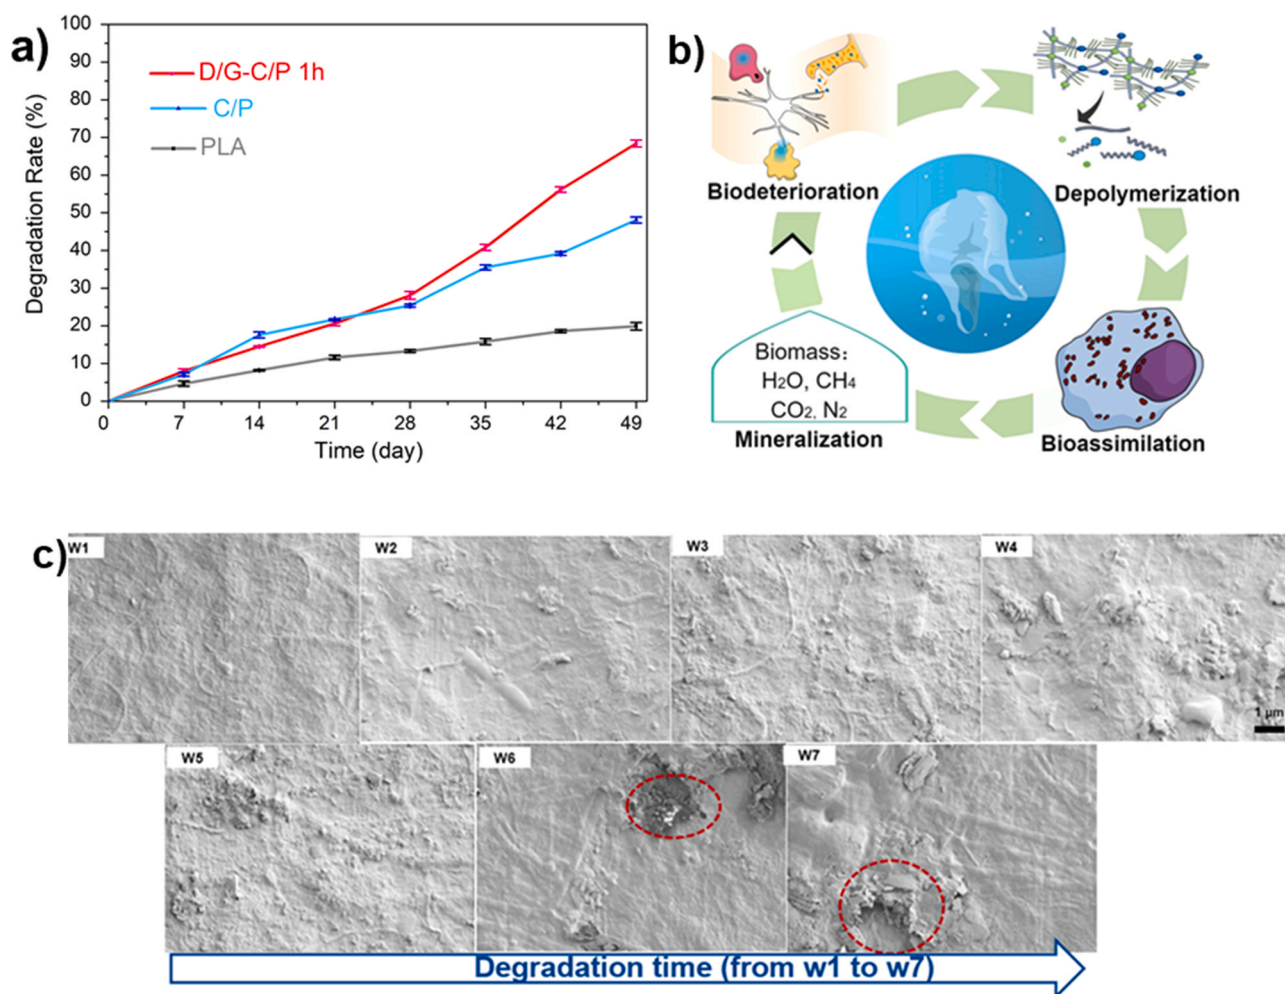 a)
100
90
80
70
60
50
40
30
20
10
0
Degradation Rate (%)
D/G-C/P 1h
C/P
PLA
0 7 14 21 28 35 42 49
Time (day)
b)
Biodeterioration
Depolymerization
Biomass:
H2O, CH4
CO2, N2
Mineralization
Bioassimilation
c)
W1
W2
W3
W4
1 μm
W5
W6
W7
Degradation time (from w1 to w7)